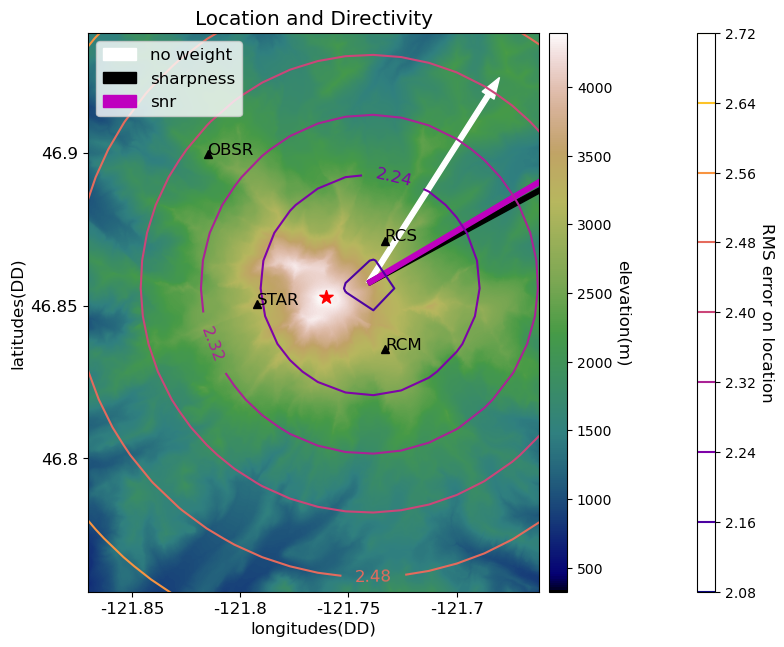 Location and Directivity
no weight
sharpness
snr
OBSR
RCS
STAR
RCM
2.24
2.32
2.48
46.9
46.85
46.8
latitudes(DD)
-121.85
-121.8
-121.75
-121.7
longitudes(DD)
4000
3500
3000
2500
2000
1500
1000
500
elevation(m)
2.72
2.64
2.56
2.48
2.40
2.32
2.24
2.16
2.08
RMS error on location